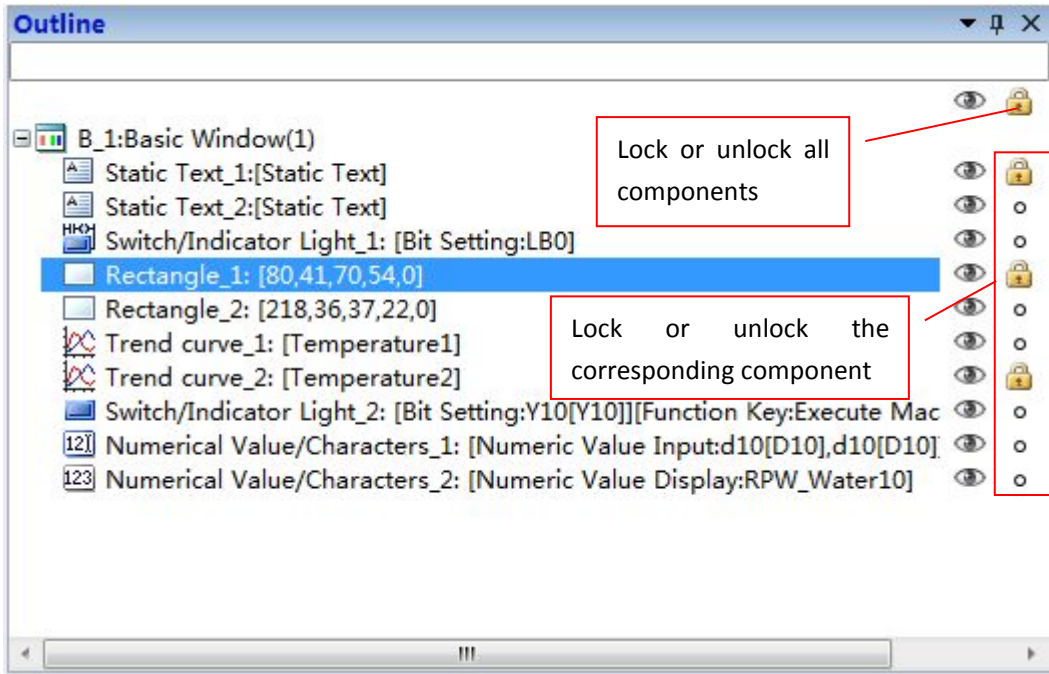 Outline
B_1:Basic Window(1)
Lock or unlock all
components
Static Text_1:[Static Text]
Static Text_2:[Static Text]
Switch/Indicator Light_1: [Bit Setting:LB0]
Rectangle_1: [80,41,70,54,0]
Rectangle_2: [218,36,37,22,0]
Lock or unlock the
corresponding component
Trend curve_1: [Temperature1]
Trend curve_2: [Temperature2]
Switch/Indicator Light_2: [Bit Setting:Y10[Y10]][Function Key:Execute Mac
Numerical Value/Characters_1: [Numeric Value Input:d10[D10],d10[D10]
Numerical Value/Characters_2: [Numeric Value Display:RPW_Water10]